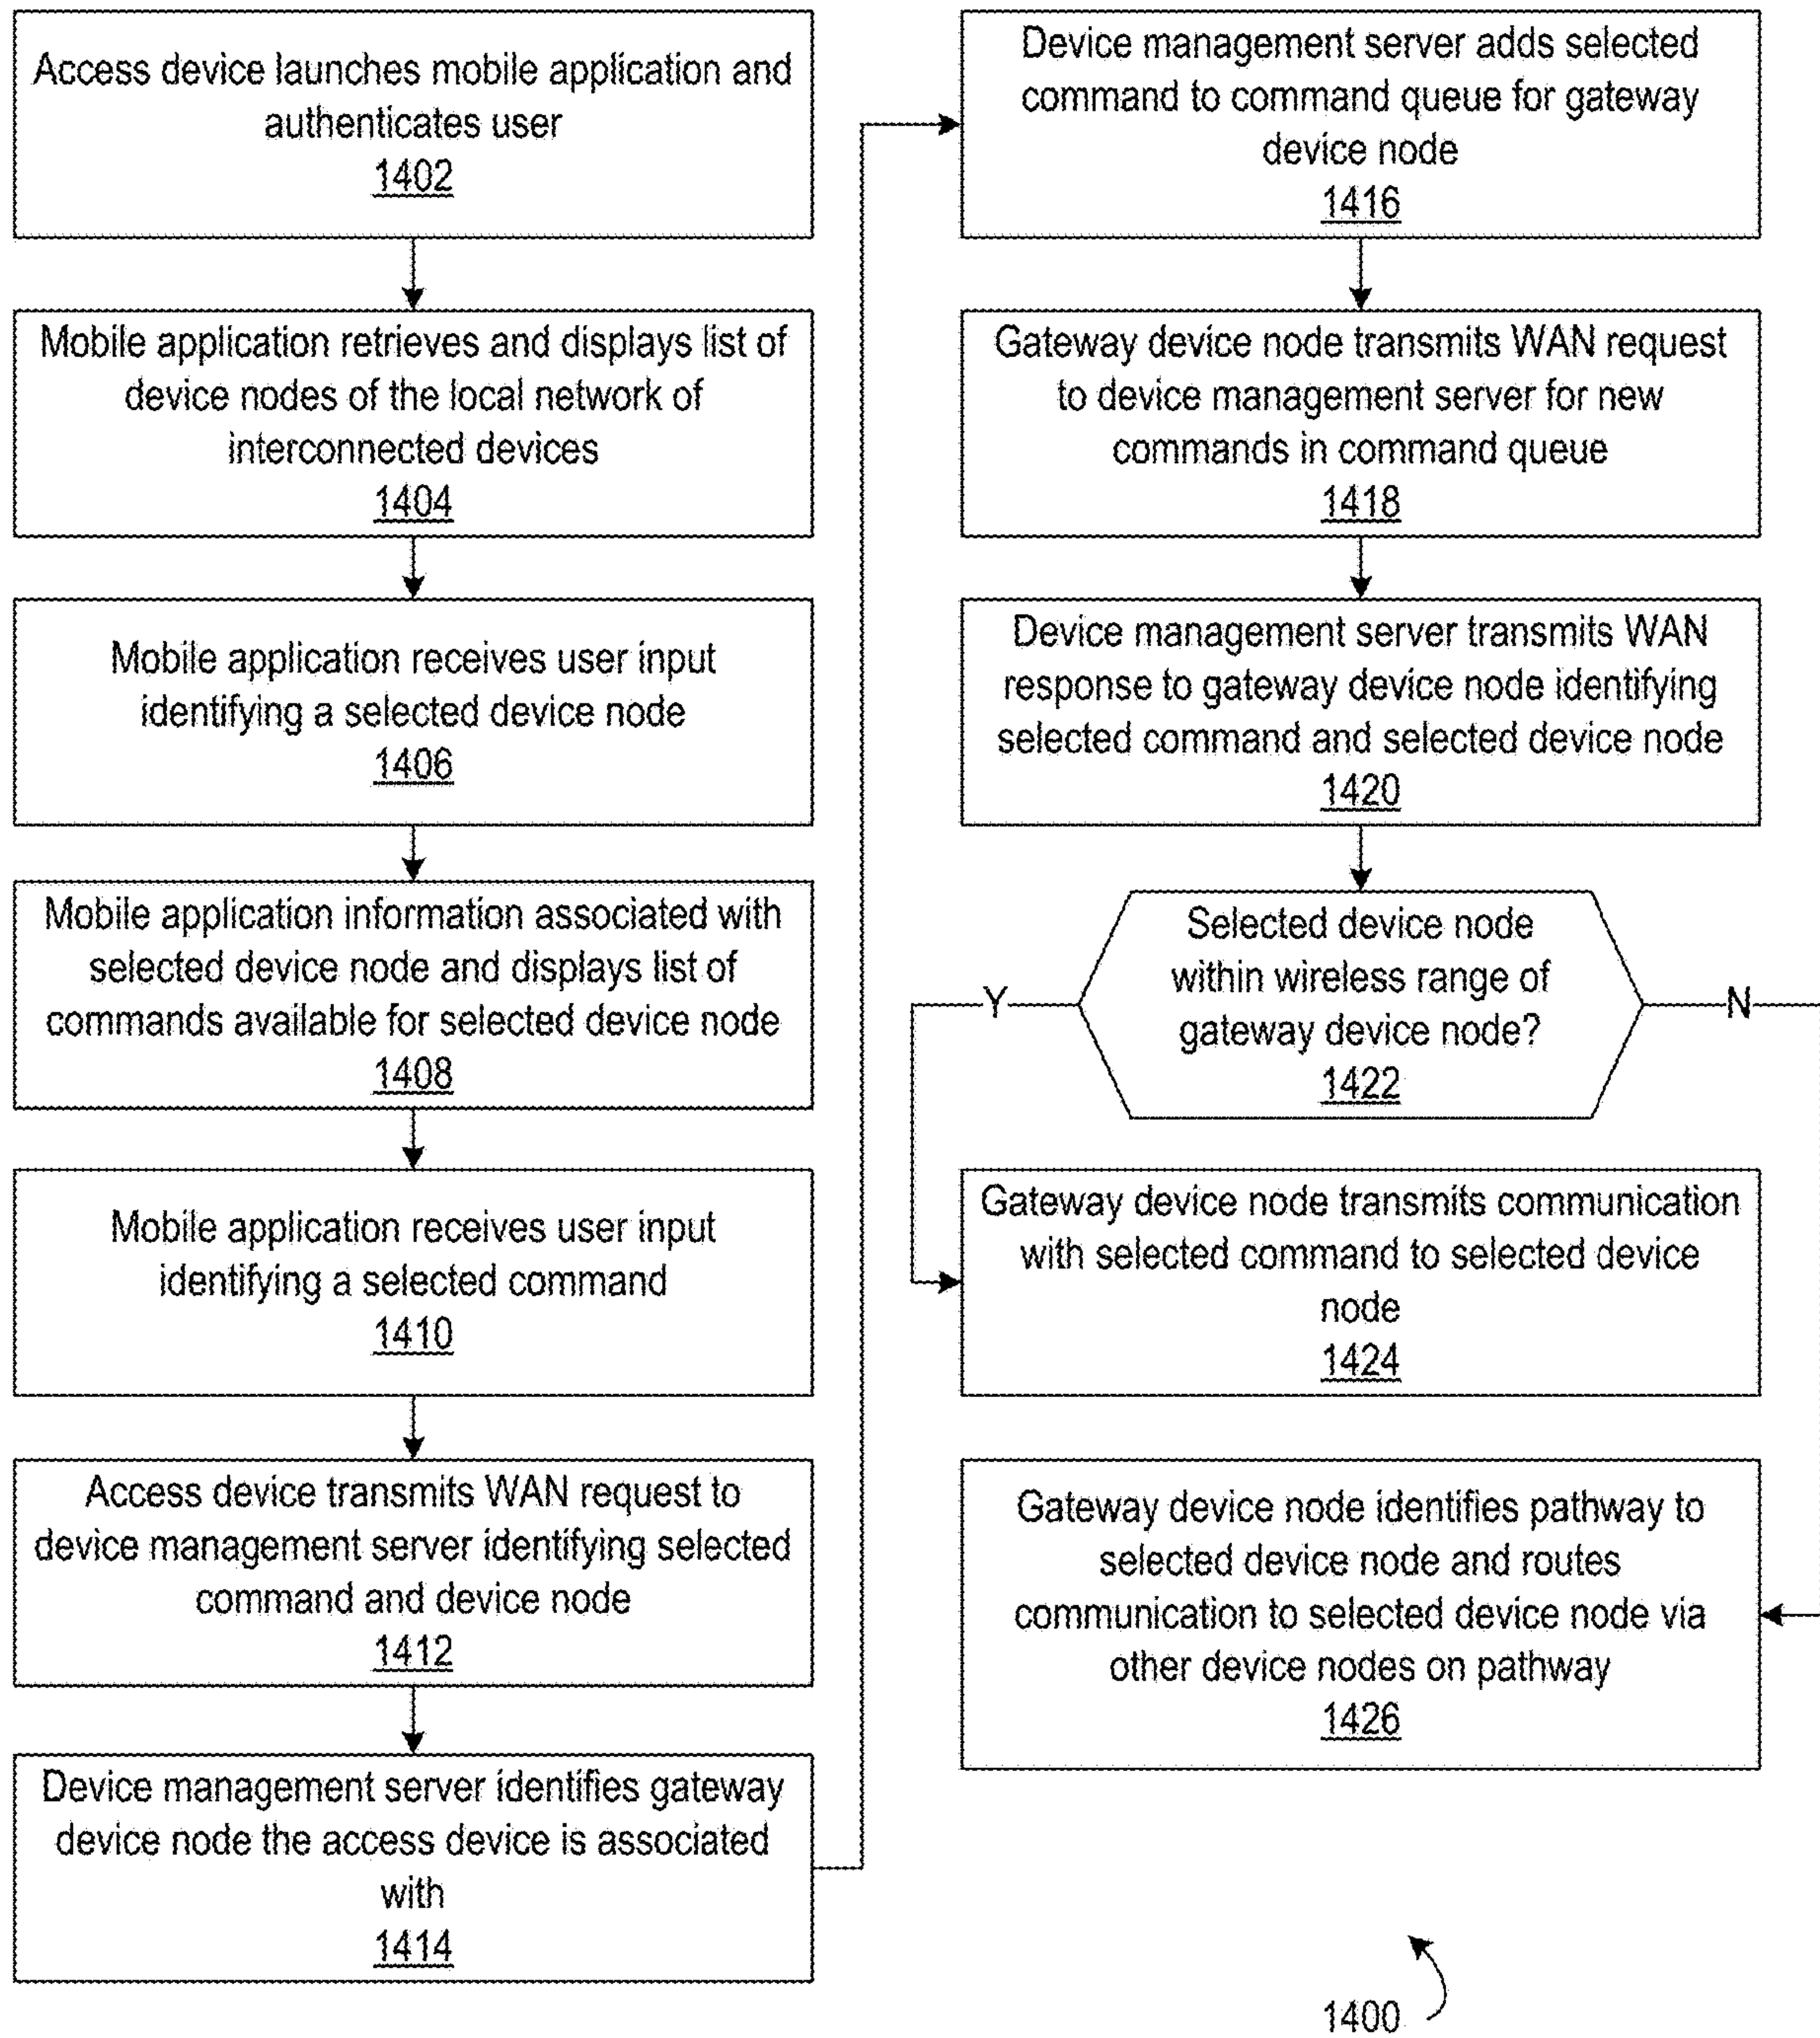 Access device launches mobile application and
authenticates user
1402
Mobile application retrieves and displays list of
device nodes of the local network of
interconnected devices
1404
Mobile application receives user input
identifying a selected device node
1406
Mobile application information associated with
selected device node and displays list of
commands available for selected device node
1408
Mobile application receives user input
identifying a selected command
1410
Access device transmits WAN request to
device management server identifying selected
command and device node
1412
Device management server identifies gateway
device node the access device is associated
with
1414
Device management server adds selected
command to command queue for gateway
device node
1416
Gateway device node transmits WAN request
to device management server for new
commands in command queue
1418
Device management server transmits WAN
response to gateway device node identifying
selected command and selected device node
1420
Selected device node
within wireless range of
gateway device node?
1422
Y
N
Gateway device node transmits communication
with selected command to selected device
node
1424
Gateway device node identifies pathway to
selected device node and routes
communication to selected device node via
other device nodes on pathway
1426
1400